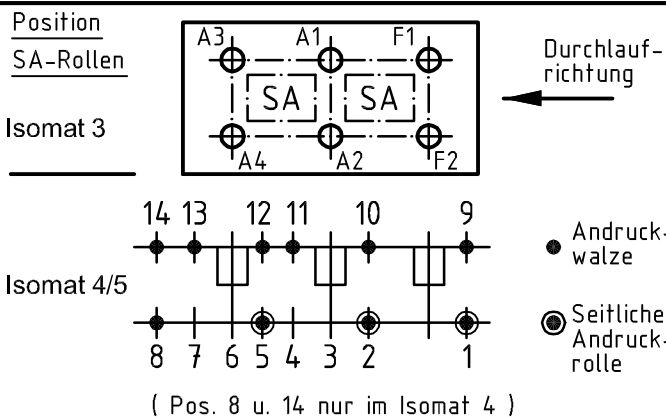 Position
SA-Rollen
Isomat 3
A3 A1 F1
SA SA
A4 A2 F2
Durchlauf-
richtung
14 13 12 11 10 9
Isomat 4/5
8 7 6 5 4 3 2 1
Andruck-
walze
Seitliche
Andruck-
rolle
( Pos. 8 u. 14 nur im Isomat 4 )